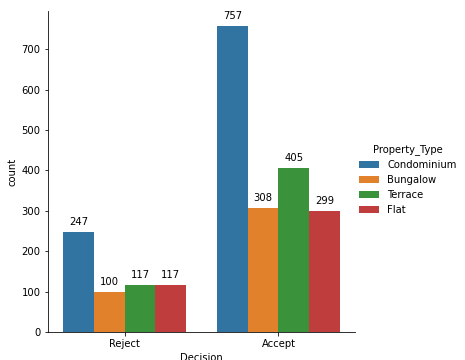 757
700
600
500
400
300
200
100
0
count
247
100
117
117
308
405
299
Reject
Accept
Decision
Property_Type
Condominium
Bungalow
Terrace
Flat